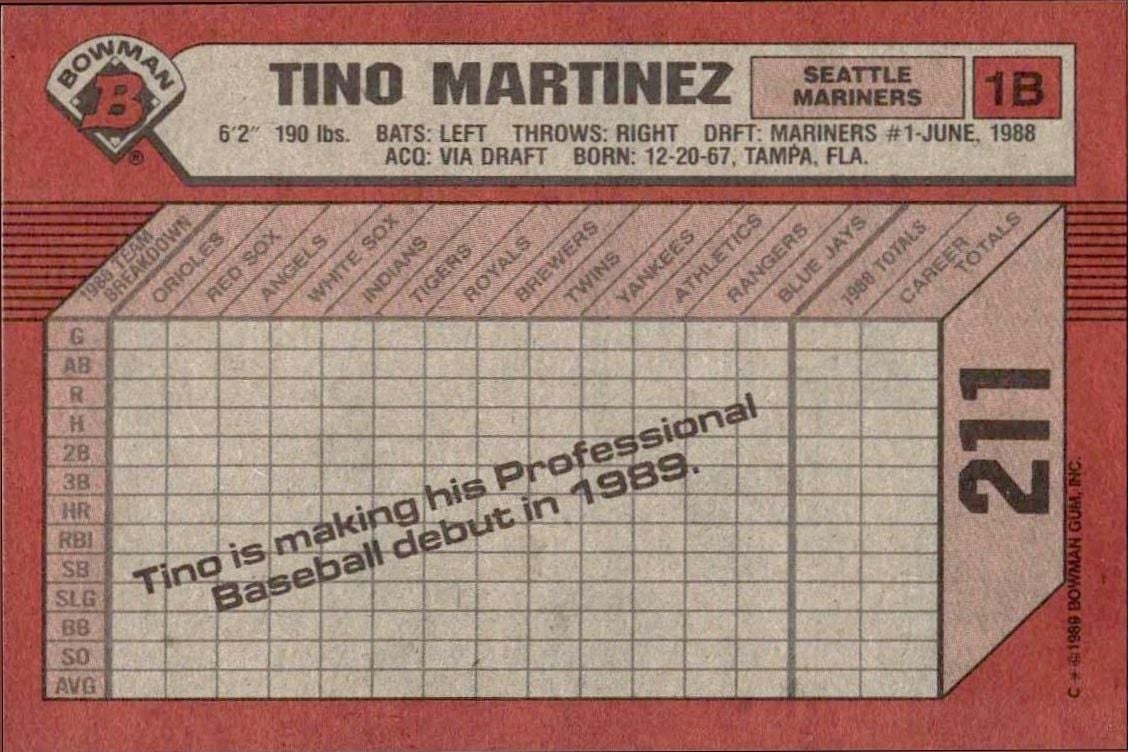 BOWMAN
B
®
TINO MARTINEZ
SEATTLE
MARINERS
1B
6'2" 190 lbs. BATS: LEFT THROWS: RIGHT DRFT: MARINERS #1-JUNE, 1988
ACQ: VIA DRAFT BORN: 12-20-67, TAMPA, FLA.
1988 TEAM
BREAKDOWN
ORIOLES
RED SOX
ANGELS
WHITE SOX
INDIANS
TIGERS
ROYALS
BREWERS
TWINS
YANKEES
ATHLETICS
RANGERS
BLUE JAYS
1988 TOTALS
CAREER
TOTALS
G
AB
R
H
2B
3B
HR
RBI
SB
SLG
BB
SO
AVG
Tino is making his Professional
Baseball debut in 1989.
211
C * © 1989 BOWMAN GUM, INC.